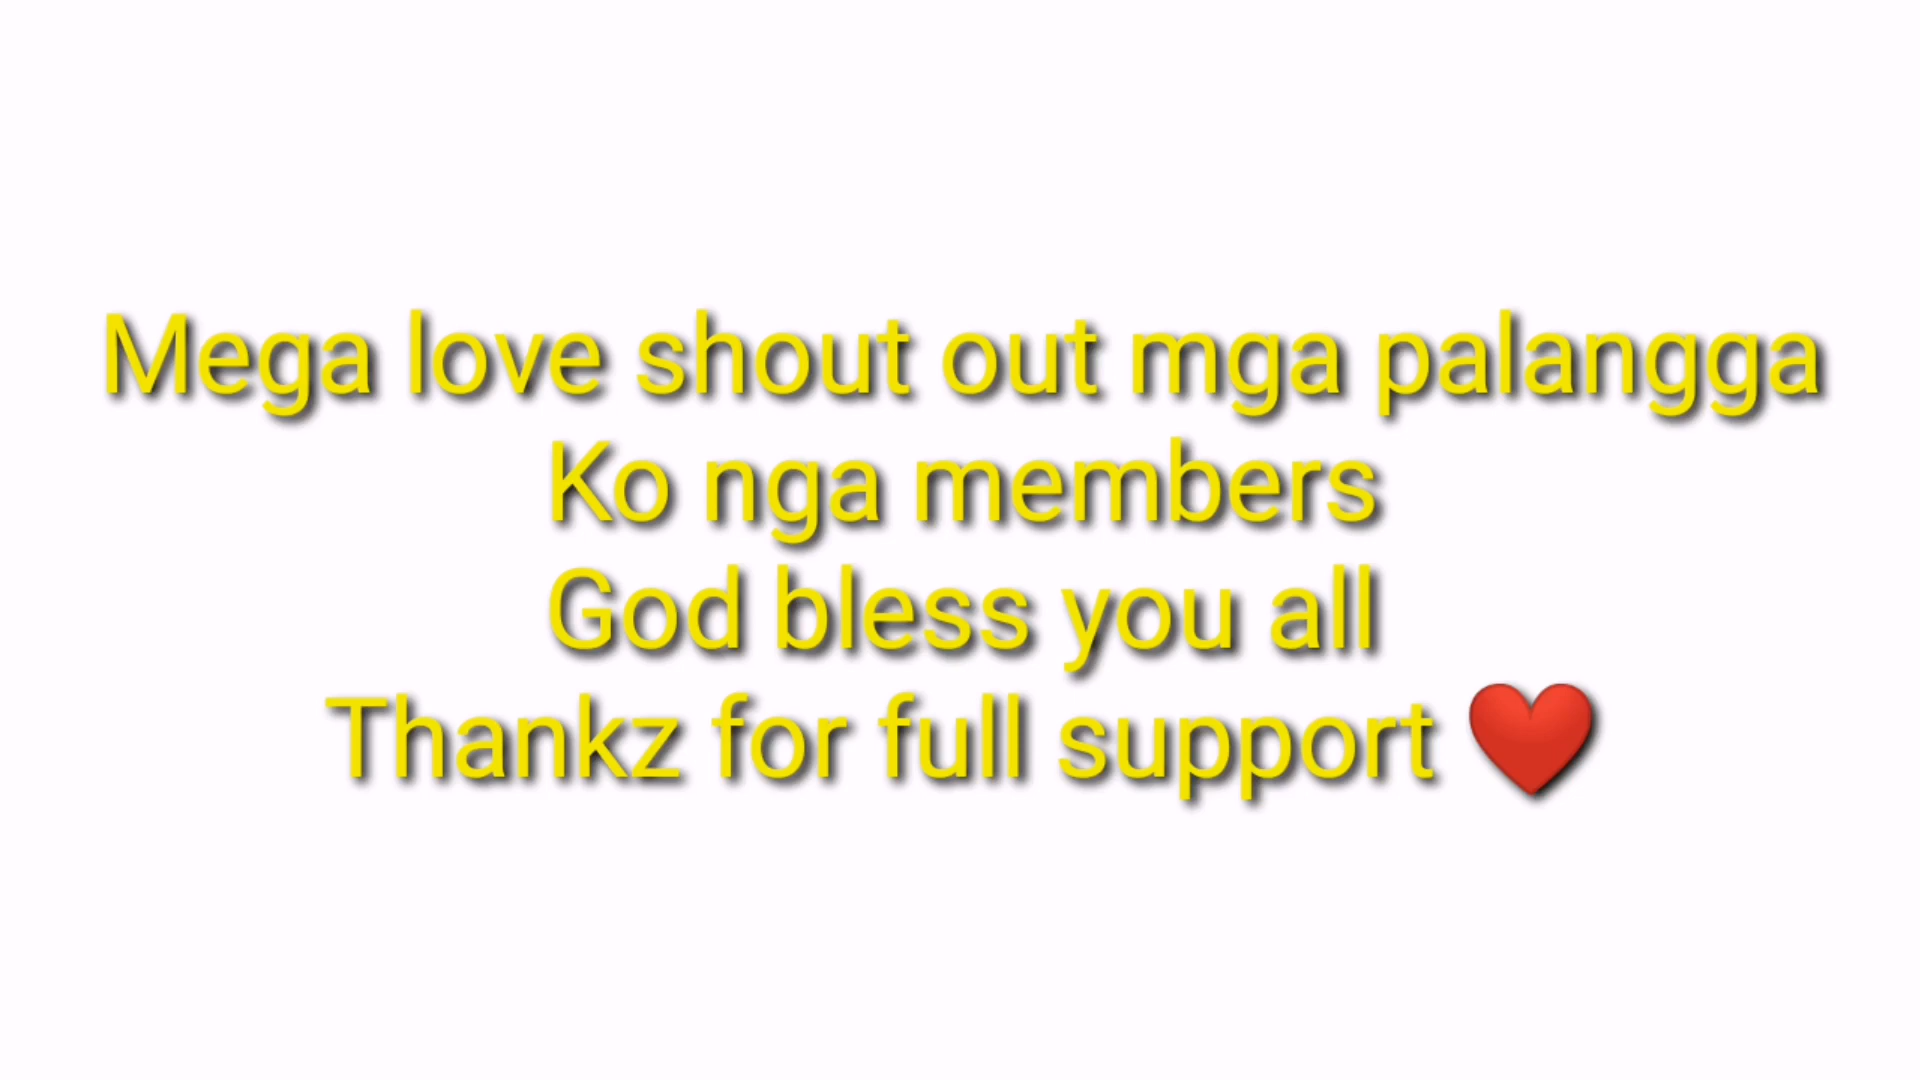 Mega love shout out mga palangga
Ko nga members
God bless you all
Thankz for full support ❤️